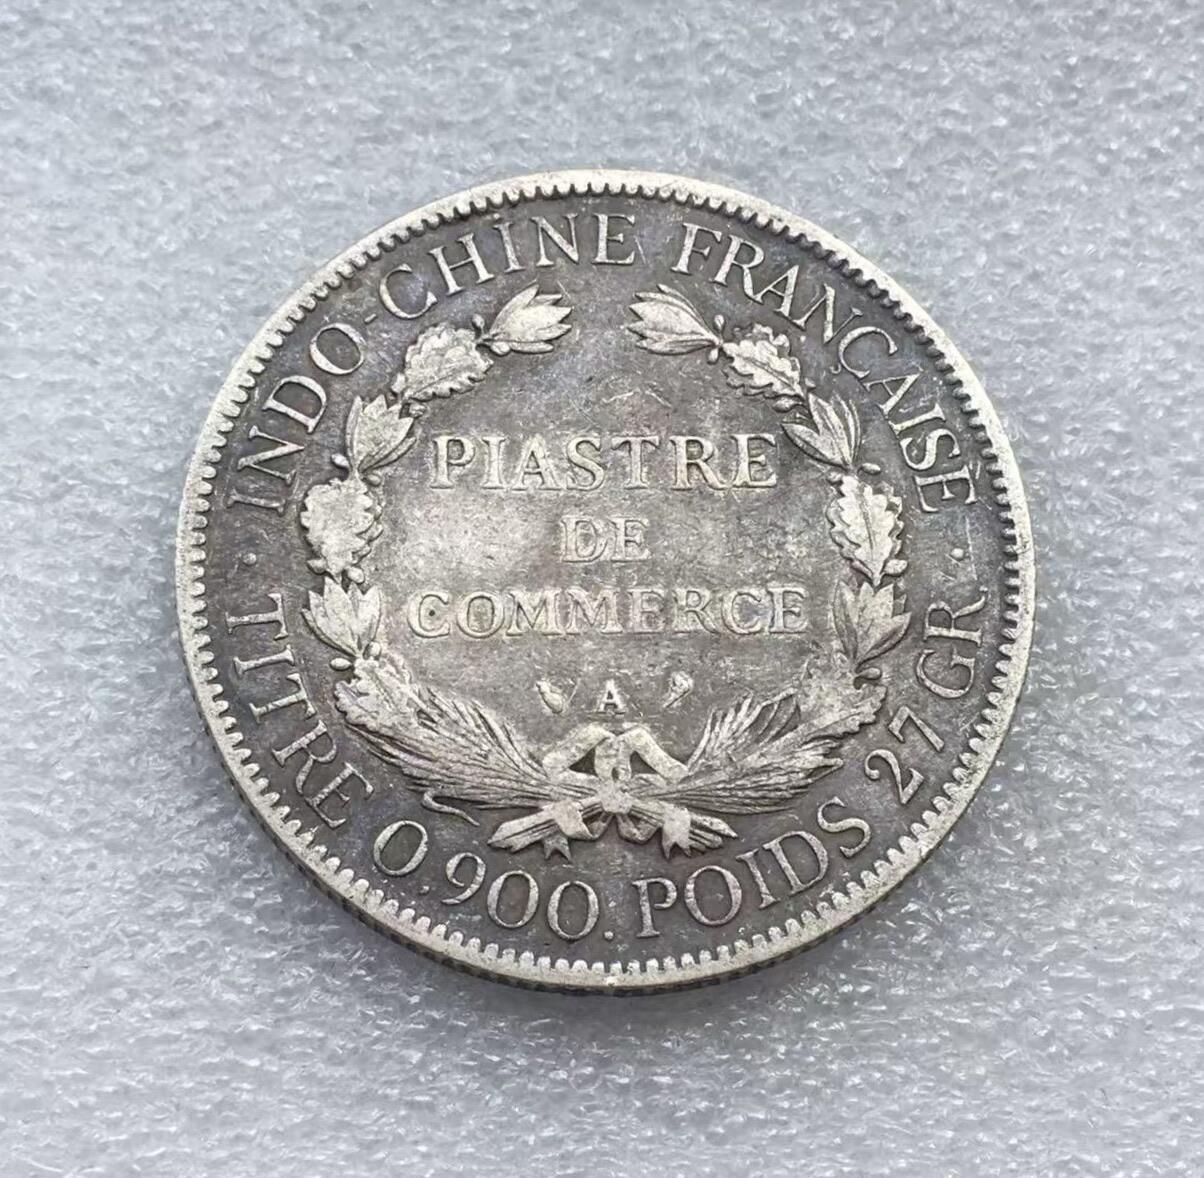 INDO-CHINE FRANÇAISE
PIASTRE
DE
COMMERCE
A
TITRE 0.900. POIDS 27 GR.